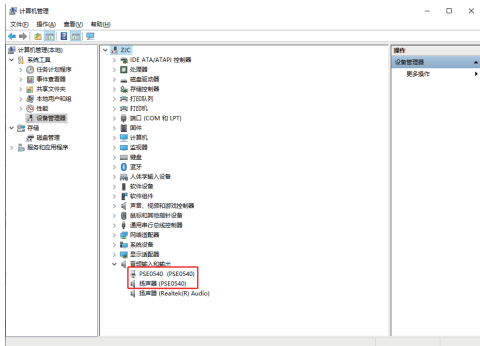 计算机管理
文件(F) 操作(A) 查看(V) 帮助(H)
计算机管理(本地)
系统工具
任务计划程序
事件查看器
共享文件夹
本地用户和组
性能
设备管理器
存储
磁盘管理
服务和应用程序
ZIC
IDE ATA/ATAPI 控制器
处理器
磁盘驱动器
存储控制器
打印队列
打印机
端口 (COM 和 LPT)
固件
计算机
监视器
键盘
蓝牙
人体学输入设备
软件设备
软件组件
声音、视频和游戏控制器
鼠标和其他指针设备
通用串行总线控制器
网络适配器
系统设备
显示适配器
音频输入和输出
PSE0540 (PSE0540)
扬声器 (PSE0540)
扬声器 (Realtek(R) Audio)
操作
设备管理器
更多操作